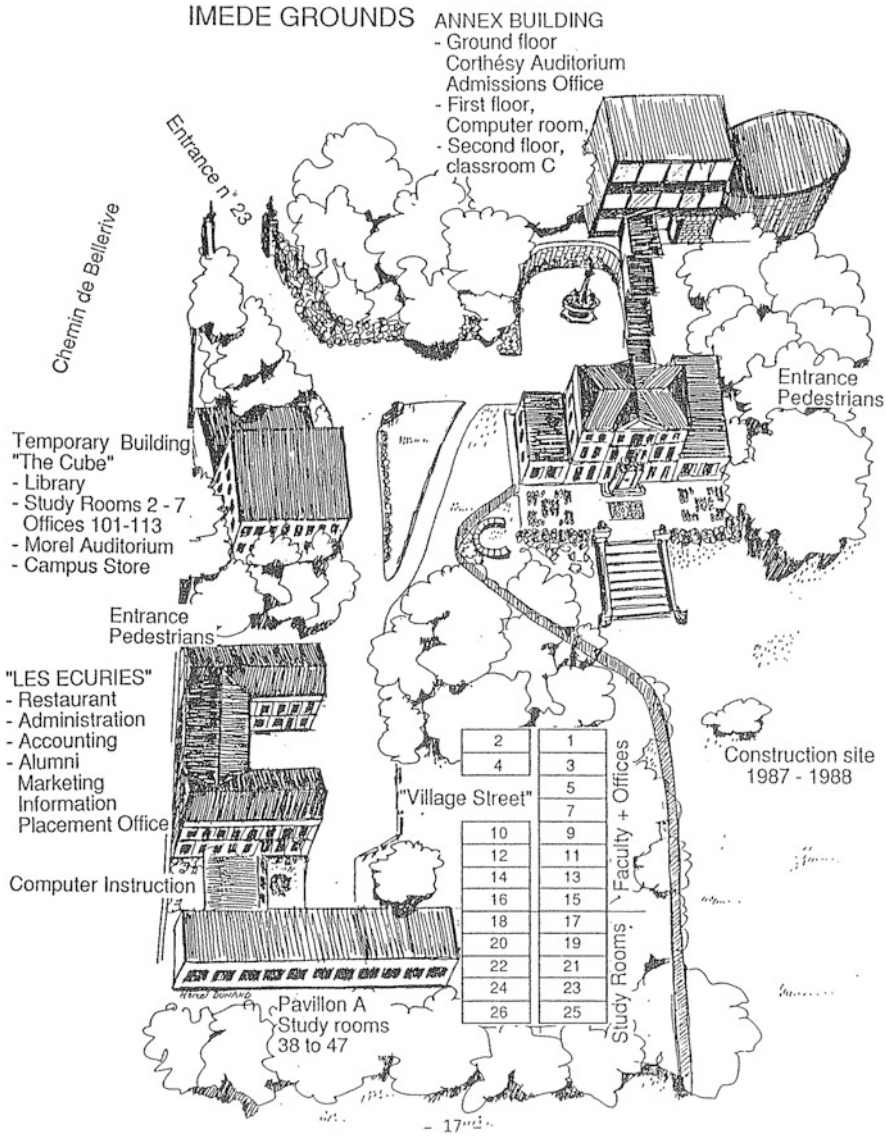 IMEDE GROUNDS
ANNEX BUILDING
- Ground floor
Corthésy Auditorium
Admissions Office
- First floor,
Computer room,
- Second floor,
classroom C
Entrance n° 23
Chemin de Bellerive
Entrance
Pedestrians
Temporary Building
"The Cube"
- Library
- Study Rooms 2 - 7
Offices 101-113
- Morel Auditorium
- Campus Store
Entrance
Pedestrians
"LES ECURIES"
- Restaurant
- Administration
- Accounting
- Alumni
Marketing
Information
Placement Office
Construction site
1987 - 1988
"Village Street"
2 1
4 3
5
7
10 9
12 11
14 13
16 15
18 17
20 19
22 21
24 23
26 25
Faculty + Offices
Study Rooms
Computer Instruction
Pavillon A
Study rooms
38 to 47
- 17 -